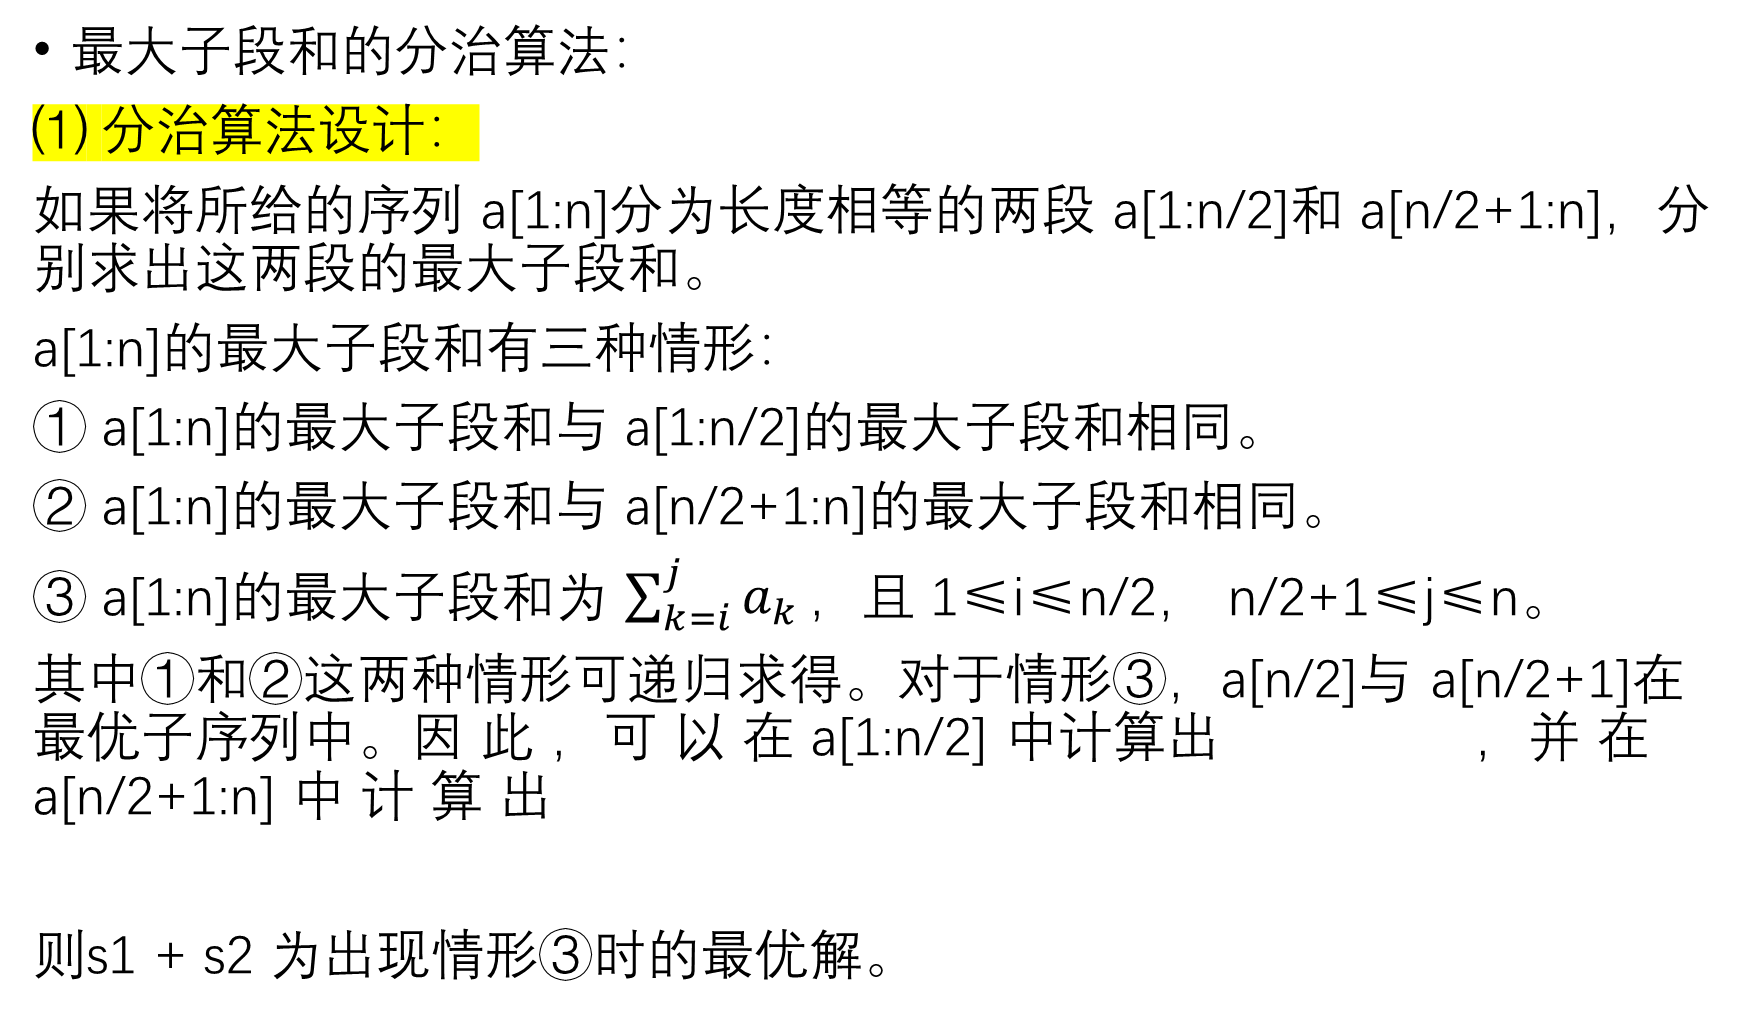 • 最大子段和的分治算法：
(1) 分治算法设计：
如果将所给的序列 a[1:n]分为长度相等的两段 a[1:n/2]和 a[n/2+1:n]，分
别求出这两段的最大子段和。
a[1:n]的最大子段和有三种情形：
① a[1:n]的最大子段和与 a[1:n/2]的最大子段和相同。
② a[1:n]的最大子段和与 a[n/2+1:n]的最大子段和相同。
③ a[1:n]的最大子段和为 $\sum_{k=i}^{j} a_k$ ，且 1≤i≤n/2， n/2+1≤j≤n。
其中①和②这两种情形可递归求得。对于情形③，a[n/2]与 a[n/2+1]在
最优子序列中。因 此 ，可 以 在 a[1:n/2] 中计算出 ，并 在
a[n/2+1:n] 中 计 算 出
则s1 + s2 为出现情形③时的最优解。